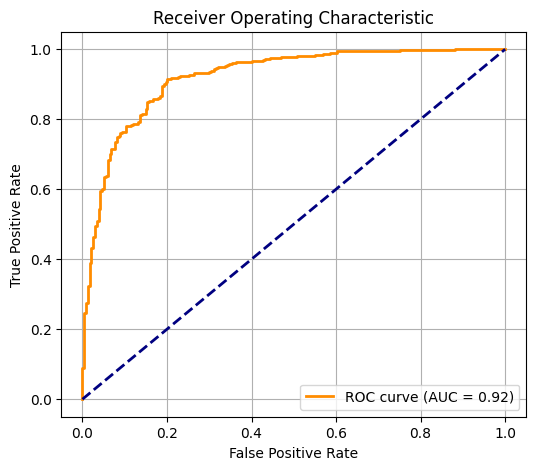 Receiver Operating Characteristic
True Positive Rate
1.0
0.8
0.6
0.4
0.2
0.0
ROC curve (AUC = 0.92)
0.0 0.2 0.4 0.6 0.8 1.0
False Positive Rate